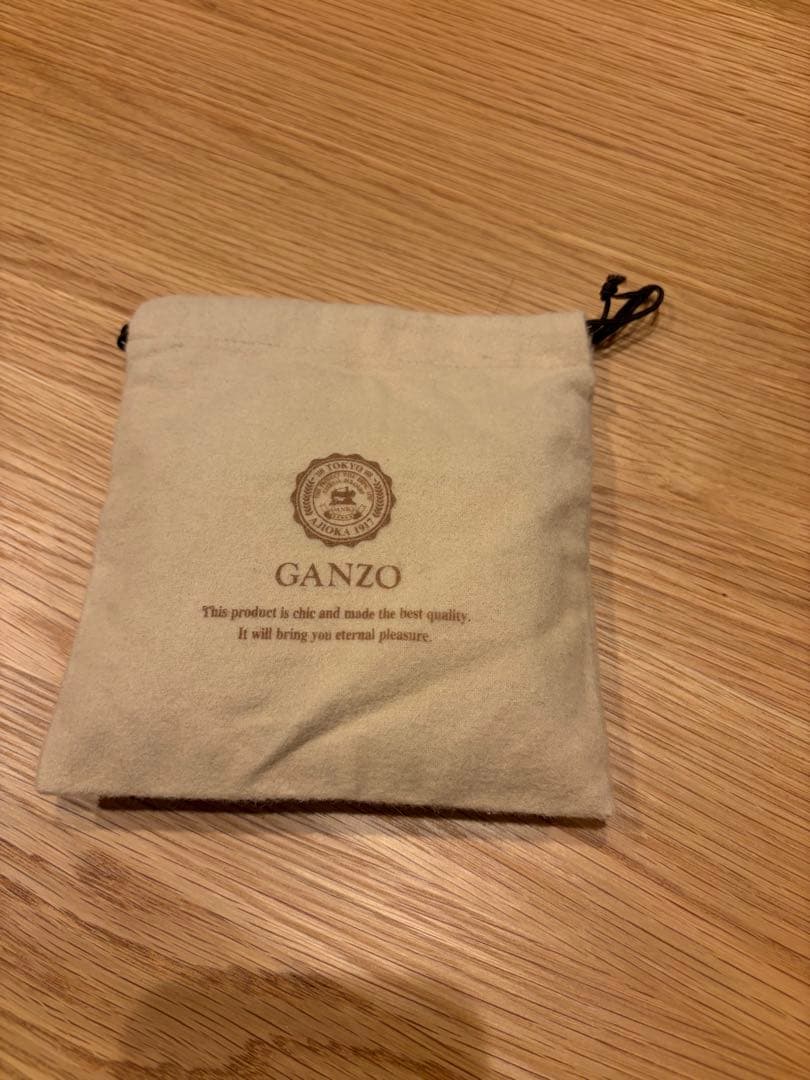 TOKYO
AJIOKA 1917
GANZO
This product is chic and made the best quality.
It will bring you eternal pleasure.